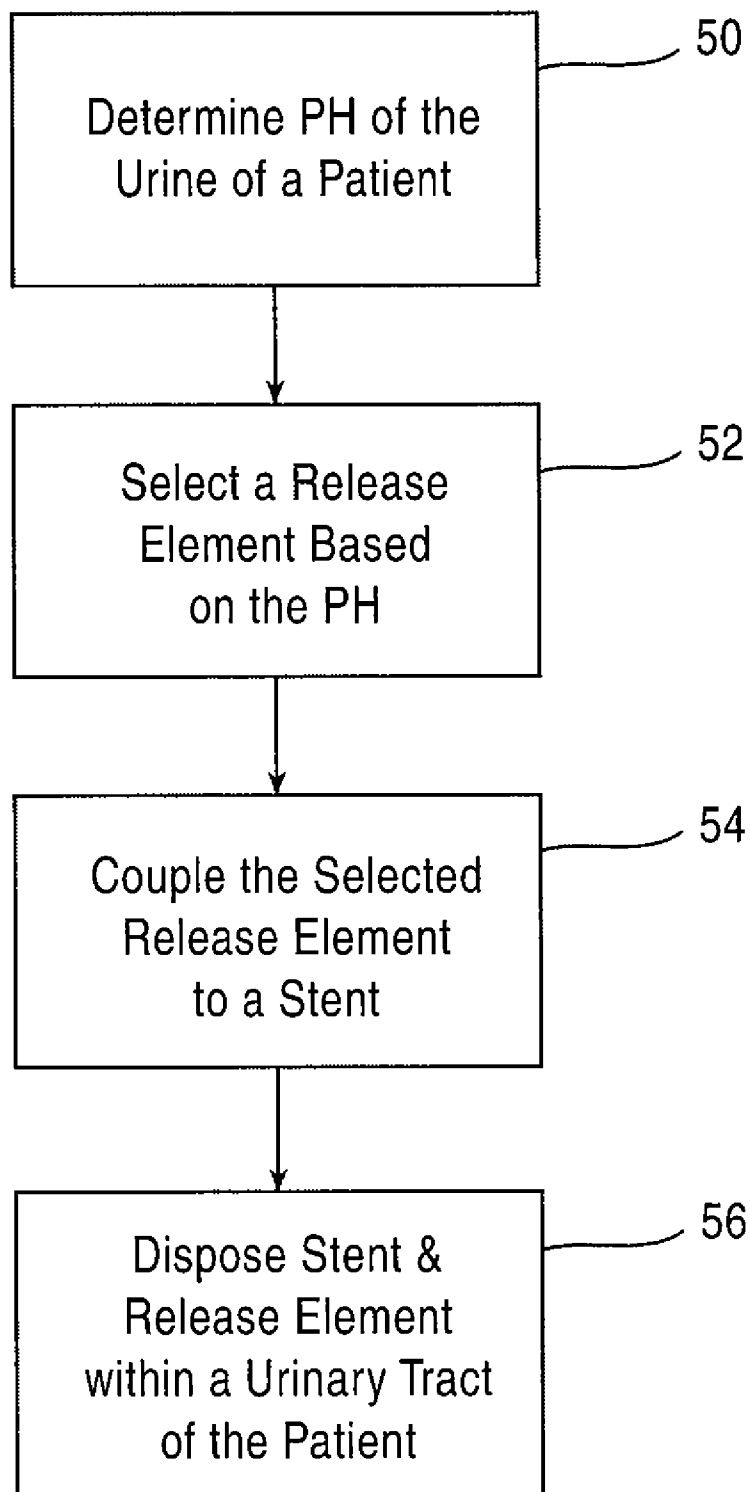 50
Determine PH of the
Urine of a Patient
52
Select a Release
Element Based
on the PH
54
Couple the Selected
Release Element
to a Stent
56
Dispose Stent &
Release Element
within a Urinary Tract
of the Patient